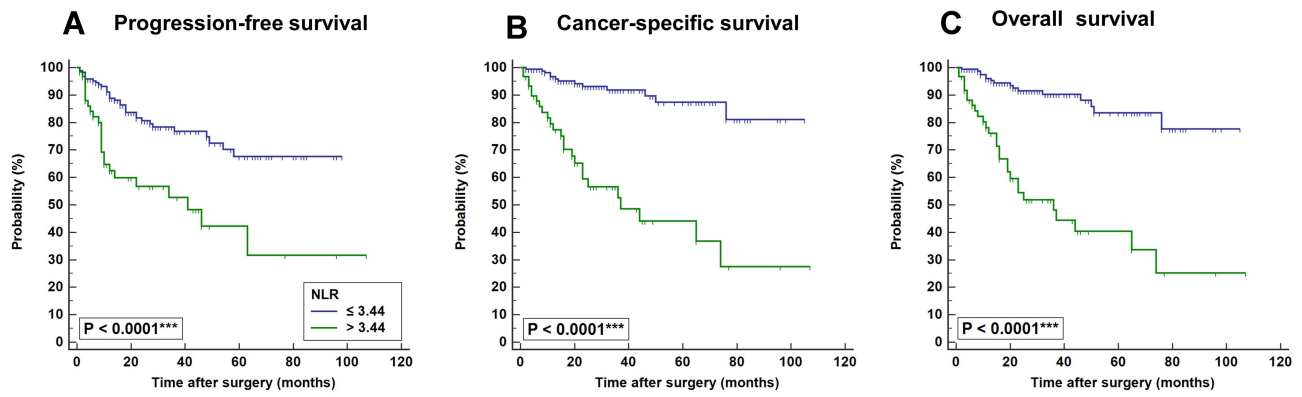 A Progression-free survival
100
90
80
70
60
50
40
30
20
10
0
Probability (%)
NLR
≤ 3.44
> 3.44
P < 0.0001***
0 20 40 60 80 100 120
Time after surgery (months)
B Cancer-specific survival
100
90
80
70
60
50
40
30
20
10
0
Probability (%)
P < 0.0001***
0 20 40 60 80 100 120
Time after surgery (months)
C Overall survival
100
90
80
70
60
50
40
30
20
10
0
Probability (%)
P < 0.0001***
0 20 40 60 80 100 120
Time after surgery (months)